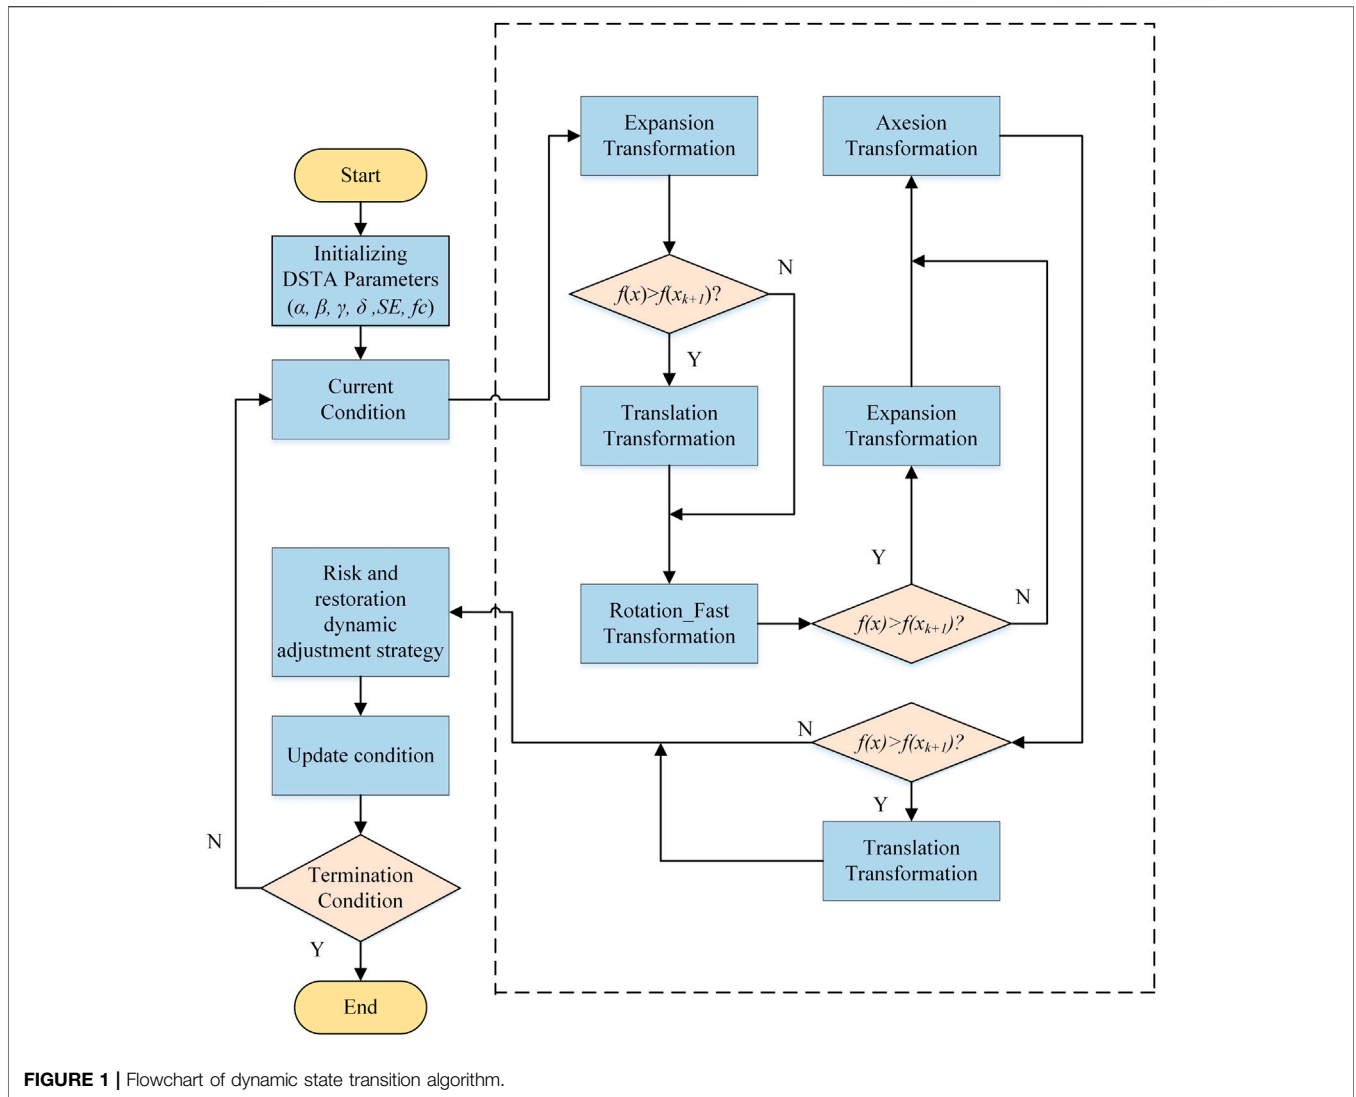 Start
Initializing
DSTA Parameters
(α, β, γ, δ ,SE, fc)
Current
Condition
Expansion
Transformation
f(x)>f(xk+1)?
N
Y
Translation
Transformation
Rotation_Fast
Transformation
f(x)>f(xk+1)?
N
Y
Expansion
Transformation
Axesion
Transformation
f(x)>f(xk+1)?
N
Y
Translation
Transformation
Risk and
restoration
dynamic
adjustment strategy
Update condition
Termination
Condition
N
Y
End
FIGURE 1 | Flowchart of dynamic state transition algorithm.